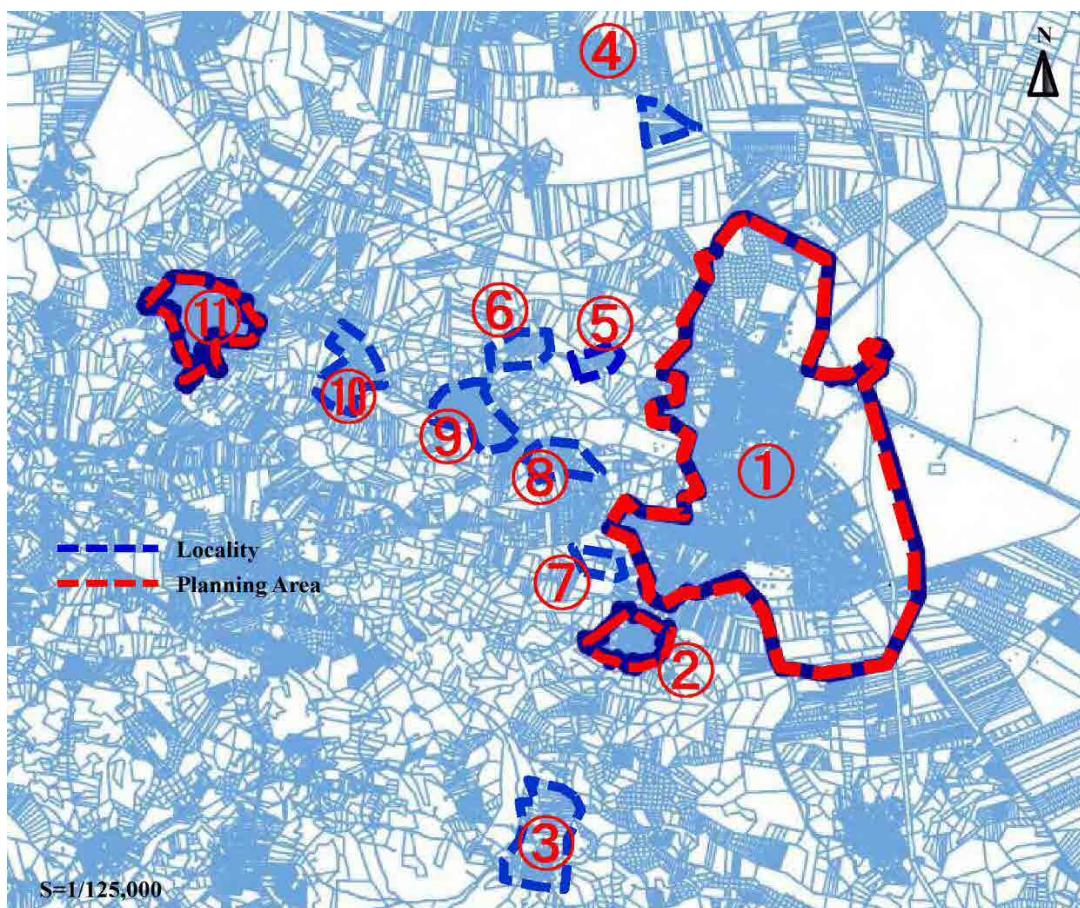 ④
N
⑥
⑤
⑪
⑩
⑨
⑧
①
Locality
Planning Area
⑦
②
③
S=1/125,000